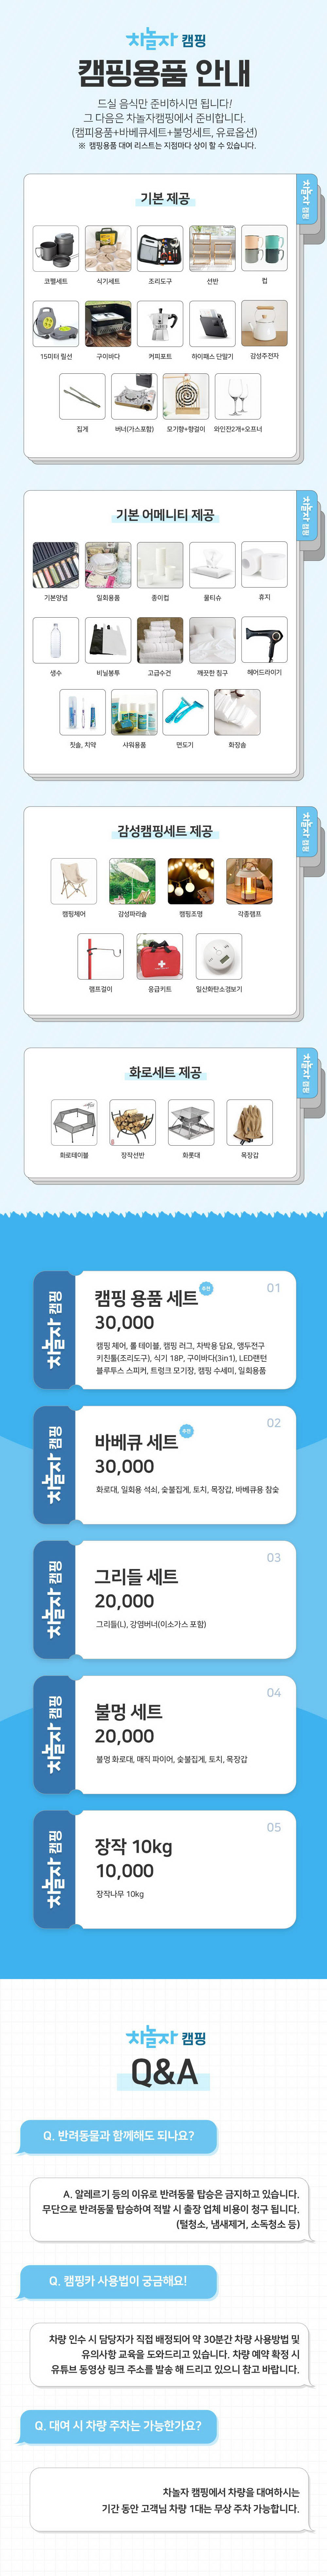 차놀자 캠핑
캠핑용품 안내
드실 음식만 준비하시면 됩니다!
그 다음은 차놀자캠핑에서 준비합니다.
(캠피용품+바베큐세트+불멍세트, 유료옵션)
※ 캠핑용품 대여 리스트는 지점마다 상이 할 수 있습니다.
차놀자 캠핑
기본 제공
코펠세트 식기세트 조리도구 선반 컵
15미터 릴선 구이바다 커피포트 하이패스 단말기 감성주전자
집게 버너(가스포함) 모기향+향걸이 와인잔2개+오프너
차놀자 캠핑
기본 어메니티 제공
기본양념 일회용품 종이컵 물티슈 휴지
생수 비닐봉투 고급수건 깨끗한 침구 헤어드라이기
칫솔, 치약 샤워용품 면도기 화장솜
차놀자 캠핑
감성캠핑세트 제공
캠핑체어 감성파라솔 캠핑조명 각종램프
램프걸이 응급키트 일산화탄소경보기
차놀자 캠핑
화로세트 제공
화로테이블 장작선반 화롯대 목장갑
차놀자 캠핑
01
캠핑 용품 세트 추천
30,000
캠핑 체어, 롤 테이블, 캠핑 러그, 차박용 담요, 앵두전구
키친툴(조리도구), 식기 18P, 구이바다(3in1), LED랜턴
블루투스 스피커, 트렁크 모기장, 캠핑 수세미, 일회용품
차놀자 캠핑
02
바베큐 세트 추천
30,000
화로대, 일회용 석쇠, 숯불집게, 토치, 목장갑, 바베큐용 참숯
차놀자 캠핑
03
그리들 세트
20,000
그리들(L), 강염버너(이소가스 포함)
차놀자 캠핑
04
불멍 세트
20,000
불멍 화로대, 매직 파이어, 숯불집게, 토치, 목장갑
차놀자 캠핑
05
장작 10kg
10,000
장작나무 10kg
차놀자 캠핑
Q&A
Q. 반려동물과 함께해도 되나요?
A. 알레르기 등의 이유로 반려동물 탑승은 금지하고 있습니다.
무단으로 반려동물 탑승하여 적발 시 출장 업체 비용이 청구 됩니다.
(털청소, 냄새제거, 소독청소 등)
Q. 캠핑카 사용법이 궁금해요!
차량 인수 시 담당자가 직접 배정되어 약 30분간 차량 사용방법 및
유의사항 교육을 도와드리고 있습니다. 차량 예약 확정 시
유튜브 동영상 링크 주소를 발송 해 드리고 있으니 참고 바랍니다.
Q. 대여 시 차량 주차는 가능한가요?
차놀자 캠핑에서 차량을 대여하시는
기간 동안 고객님 차량 1대는 무상 주차 가능합니다.